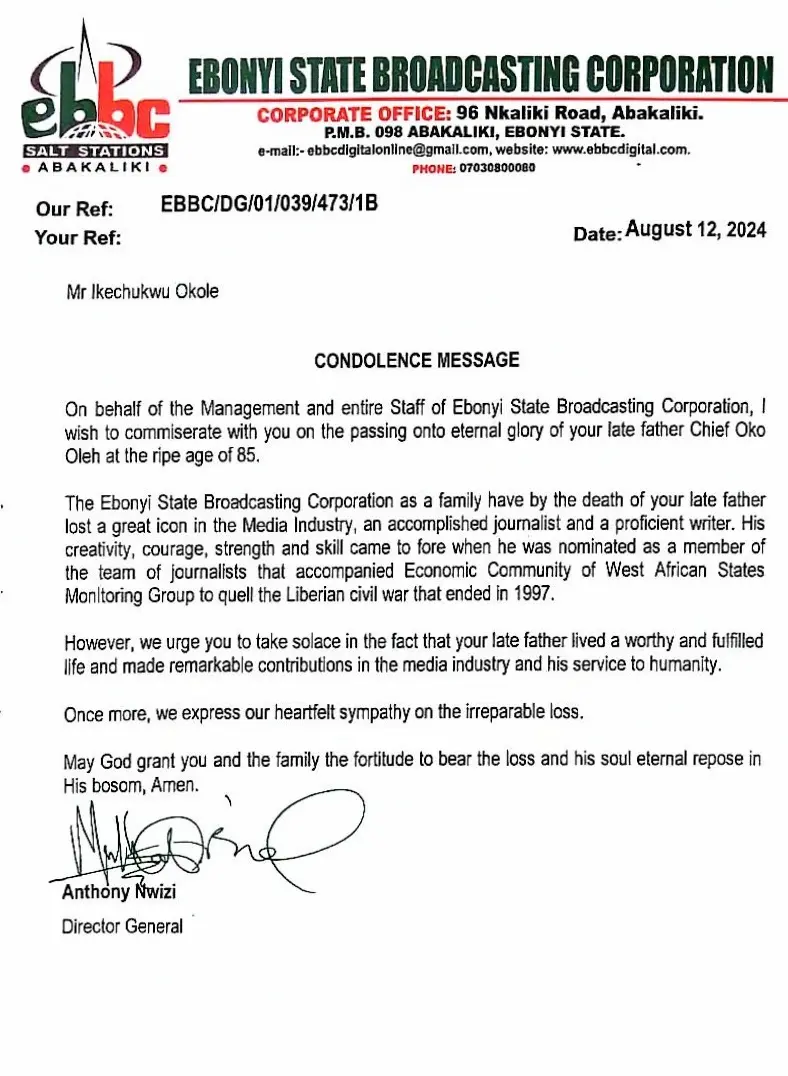 ebbc
SALT STATIONS
• ABAKALIKI •
EBONYI STATE BROADCASTING CORPORATION
CORPORATE OFFICE: 96 Nkaliki Road, Abakaliki.
P.M.B. 098 ABAKALIKI, EBONYI STATE.
e-mail:- ebbcdigitalonline@gmail.com, website: www.ebbcdigital.com.
PHONE: 07030800080
Our Ref: EBBC/DG/01/039/473/1B
Your Ref:
Date: August 12, 2024
Mr Ikechukwu Okole
CONDOLENCE MESSAGE
On behalf of the Management and entire Staff of Ebonyi State Broadcasting Corporation, I
wish to commiserate with you on the passing onto eternal glory of your late father Chief Oko
Oleh at the ripe age of 85.
The Ebonyi State Broadcasting Corporation as a family have by the death of your late father
lost a great icon in the Media Industry, an accomplished journalist and a proficient writer. His
creativity, courage, strength and skill came to fore when he was nominated as a member of
the team of journalists that accompanied Economic Community of West African States
Monitoring Group to quell the Liberian civil war that ended in 1997.
However, we urge you to take solace in the fact that your late father lived a worthy and fulfilled
life and made remarkable contributions in the media industry and his service to humanity.
Once more, we express our heartfelt sympathy on the irreparable loss.
May God grant you and the family the fortitude to bear the loss and his soul eternal repose in
His bosom, Amen.
Anthony Nwizi
Director General